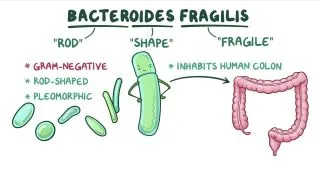 BACTEROIDES FRAGILIS
"ROD" "SHAPE" "FRAGILE"
* GRAM-NEGATIVE * INHABITS HUMAN COLON
* ROD-SHAPED
* PLEOMORPHIC